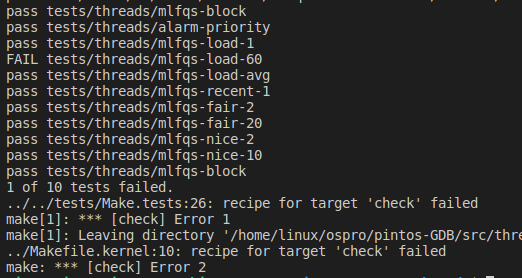 pass tests/threads/mlfqs-block
pass tests/threads/alarm-priority
pass tests/threads/mlfqs-load-1
FAIL tests/threads/mlfqs-load-60
pass tests/threads/mlfqs-load-avg
pass tests/threads/mlfqs-recent-1
pass tests/threads/mlfqs-fair-2
pass tests/threads/mlfqs-fair-20
pass tests/threads/mlfqs-nice-2
pass tests/threads/mlfqs-nice-10
pass tests/threads/mlfqs-block
1 of 10 tests failed.
../../tests/Make.tests:26: recipe for target 'check' failed
make[1]: *** [check] Error 1
make[1]: Leaving directory '/home/linux/ospro/pintos-GDB/src/thre
../Makefile.kernel:10: recipe for target 'check' failed
make: *** [check] Error 2